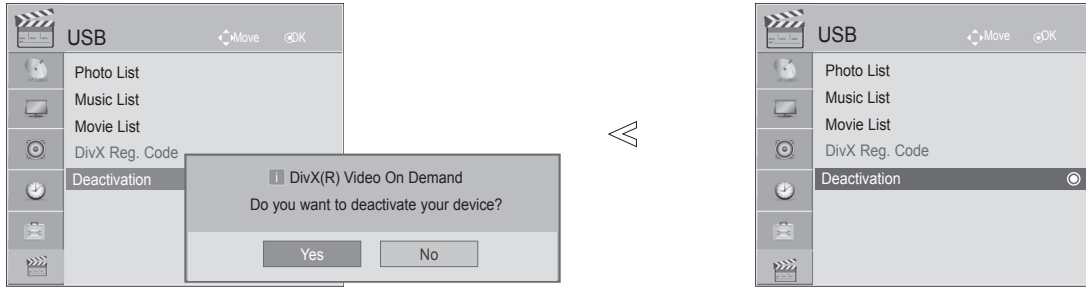 USB
Move
OK
Photo List
Music List
Movie List
DivX Reg. Code
Deactivation
i DivX(R) Video On Demand
Do you want to deactivate your device?
Yes
No
USB
Move
OK
Photo List
Music List
Movie List
DivX Reg. Code
Deactivation